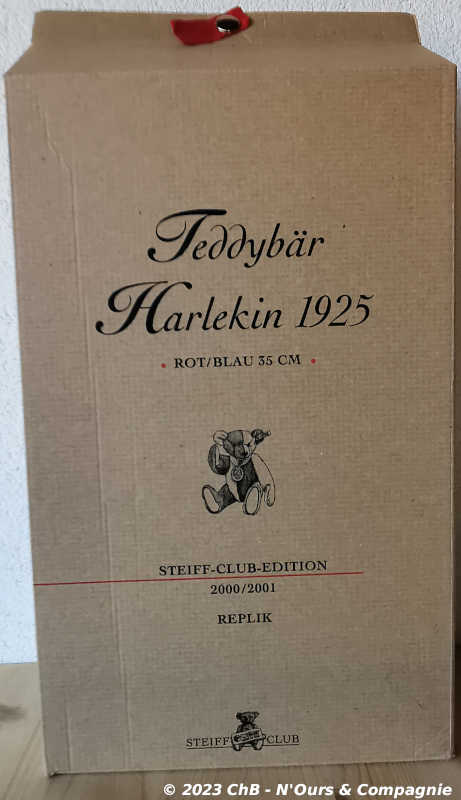 Teddybär
Harlekin 1925
• ROT/BLAU 35 CM •
STEIFF-CLUB-EDITION
2000/2001
REPLIK
STEIFF CLUB
© 2023 ChB - N'Ours & Compagnie